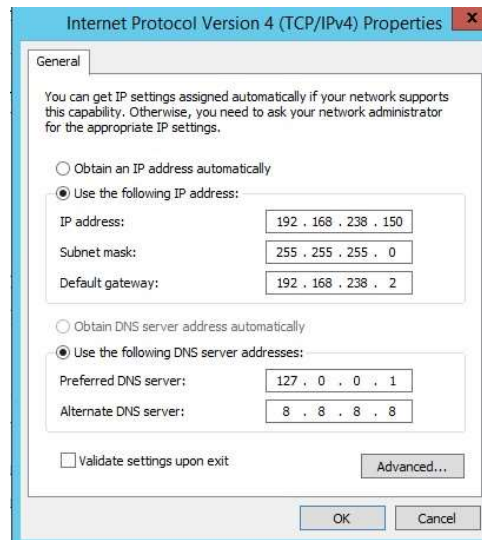 Internet Protocol Version 4 (TCP/IPv4) Properties
x
General
You can get IP settings assigned automatically if your network supports
this capability. Otherwise, you need to ask your network administrator
for the appropriate IP settings.
Obtain an IP address automatically
Use the following IP address:
IP address: 192 . 168 . 238 . 150
Subnet mask: 255 . 255 . 255 . 0
Default gateway: 192 . 168 . 238 . 2
Obtain DNS server address automatically
Use the following DNS server addresses:
Preferred DNS server: 127 . 0 . 0 . 1
Alternate DNS server: 8 . 8 . 8 . 8
Validate settings upon exit
Advanced...
OK Cancel